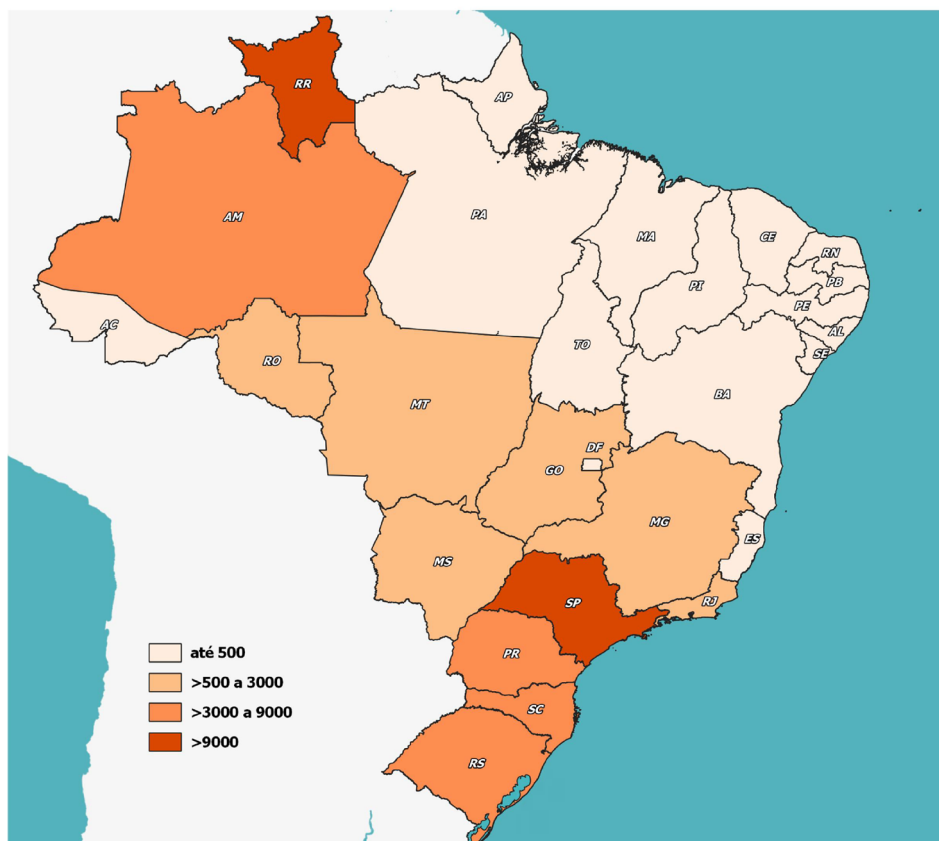 RR
AP
AM
PA
MA
CE
RN
PB
PI
PE
AC
AL
TO
SE
RO
BA
MT
DF
GO
MG
ES
MS
RJ
SP
PR
SC
RS
até 500
>500 a 3000
>3000 a 9000
>9000